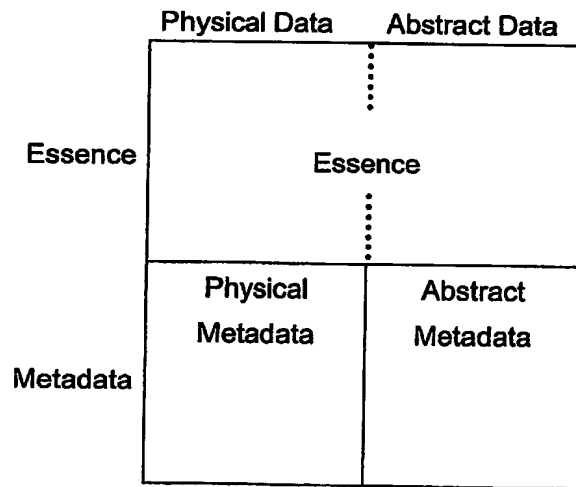 Physical Data Abstract Data
Essence
Essence
Physical Metadata
Abstract Metadata
Metadata